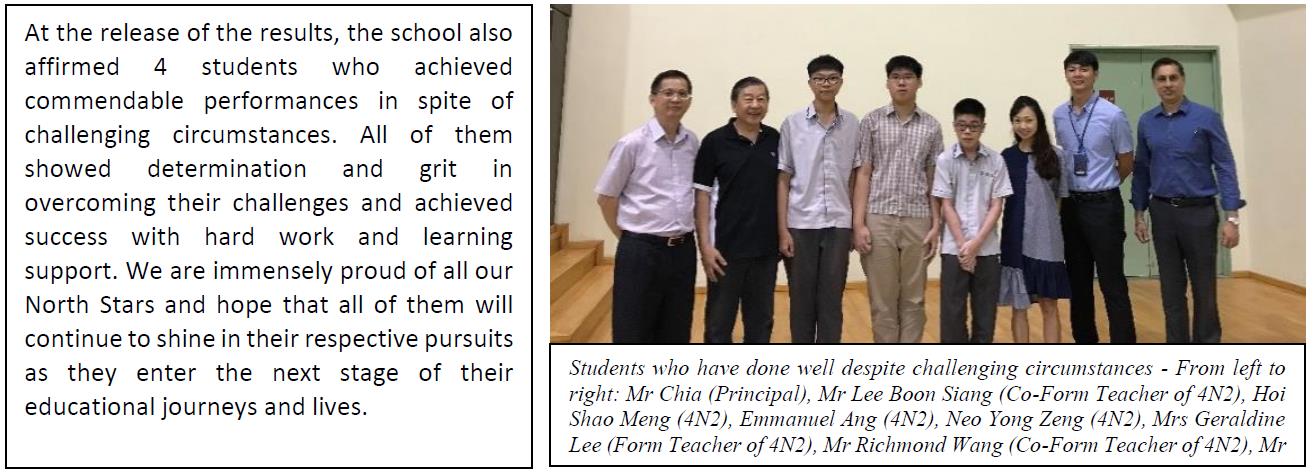 At the release of the results, the school also
affirmed 4 students who achieved
commendable performances in spite of
challenging circumstances. All of them
showed determination and grit in
overcoming their challenges and achieved
success with hard work and learning
support. We are immensely proud of all our
North Stars and hope that all of them will
continue to shine in their respective pursuits
as they enter the next stage of their
educational journeys and lives.
Students who have done well despite challenging circumstances - From left to
right: Mr Chia (Principal), Mr Lee Boon Siang (Co-Form Teacher of 4N2), Hoi
Shao Meng (4N2), Emmanuel Ang (4N2), Neo Yong Zeng (4N2), Mrs Geraldine
Lee (Form Teacher of 4N2), Mr Richmond Wang (Co-Form Teacher of 4N2), Mr